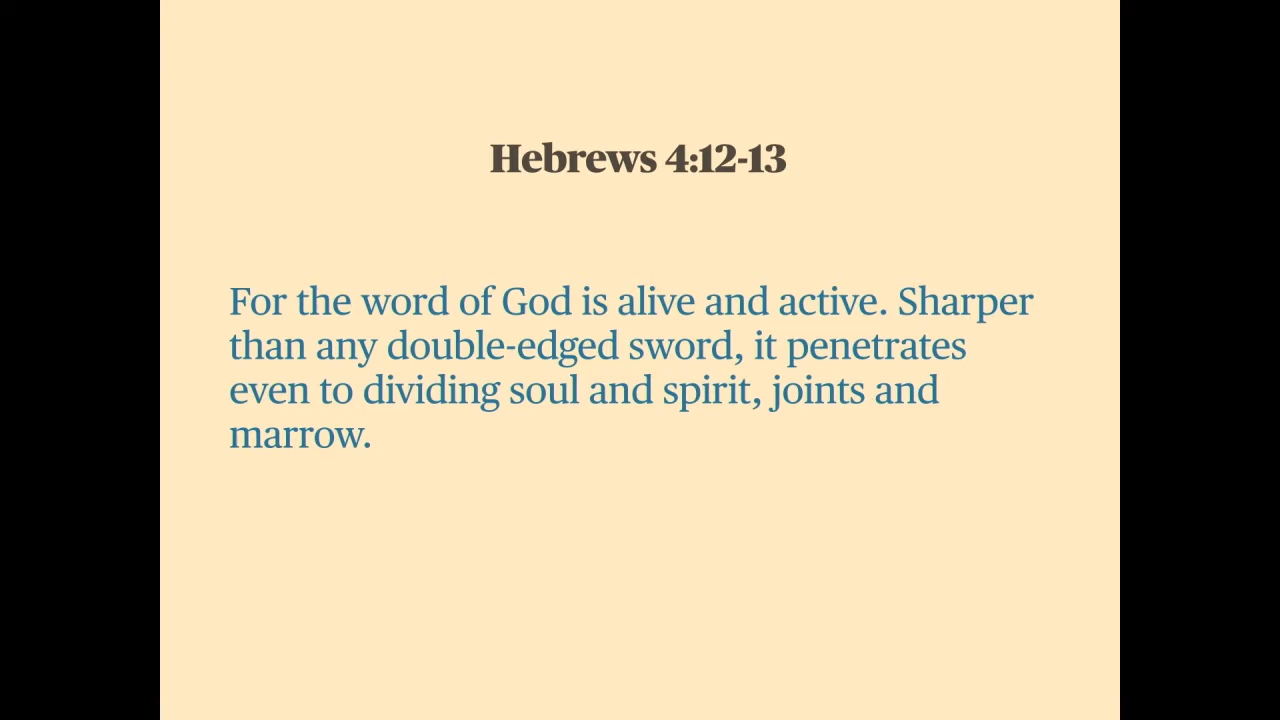 Hebrews 4:12-13
For the word of God is alive and active. Sharper
than any double-edged sword, it penetrates
even to dividing soul and spirit, joints and
marrow.